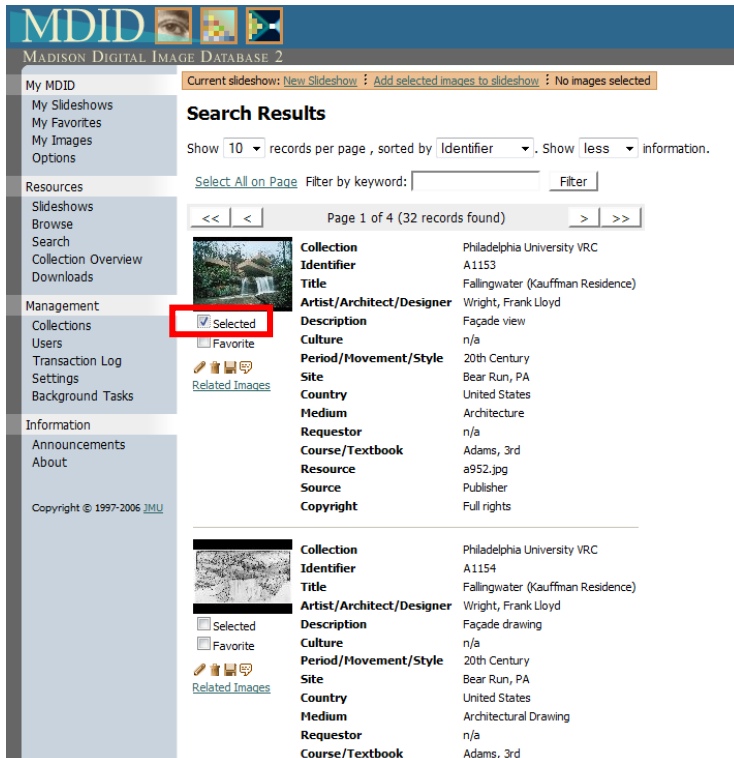 MDID
MADISON DIGITAL IMAGE DATABASE 2
My MDID
My Slideshows
My Favorites
My Images
Options
Resources
Slideshows
Browse
Search
Collection Overview
Downloads
Management
Collections
Users
Transaction Log
Settings
Background Tasks
Information
Announcements
About
Copyright © 1997-2006 JMU
Current slideshow: New Slideshow ⋮ Add selected images to slideshow ⋮ No images selected
Search Results
Show 10 records per page , sorted by Identifier . Show less information.
Select All on Page Filter by keyword: Filter
<< < Page 1 of 4 (32 records found) > >>
Collection Philadelphia University VRC
Identifier A1153
Title Fallingwater (Kauffman Residence)
Artist/Architect/Designer Wright, Frank Lloyd
Selected
Description Façade view
Favorite
Culture n/a
Period/Movement/Style 20th Century
Related Images
Site Bear Run, PA
Country United States
Medium Architecture
Requestor n/a
Course/Textbook Adams, 3rd
Resource a952.jpg
Source Publisher
Copyright Full rights
Collection Philadelphia University VRC
Identifier A1154
Title Fallingwater (Kauffman Residence)
Artist/Architect/Designer Wright, Frank Lloyd
Selected
Description Façade drawing
Favorite
Culture n/a
Period/Movement/Style 20th Century
Related Images
Site Bear Run, PA
Country United States
Medium Architectural Drawing
Requestor n/a
Course/Textbook Adams, 3rd